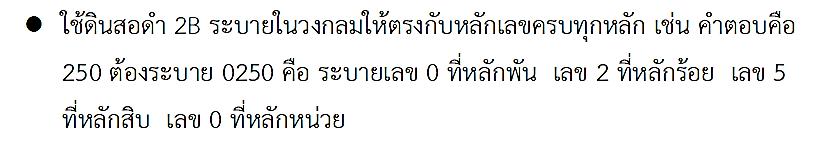 ● ใช้ดินสอดำ 2B ระบายในวงกลมให้ตรงกับหลักเลขครบทุกหลัก เช่น คำตอบคือ
250 ต้องระบาย 0250 คือ ระบายเลข 0 ที่หลักพัน เลข 2 ที่หลักร้อย เลข 5
ที่หลักสิบ เลข 0 ที่หลักหน่วย